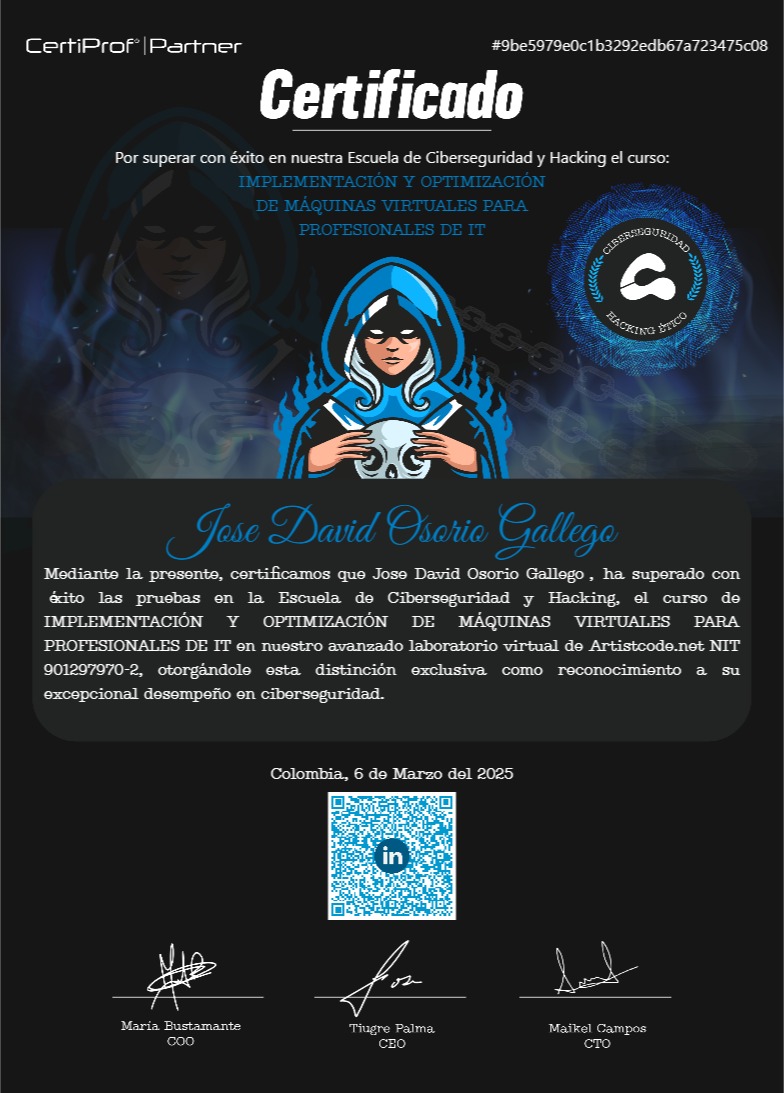 CertiProf® | Partner
#9be5979e0c1b3292edb67a723475c08
Certificado
Por superar con éxito en nuestra Escuela de Ciberseguridad y Hacking el curso:
IMPLEMENTACIÓN Y OPTIMIZACIÓN
DE MÁQUINAS VIRTUALES PARA
PROFESIONALES DE IT
CIBERSEGURIDAD
HACKING ÉTICO
Jose David Osorio Gallego
Mediante la presente, certificamos que Jose David Osorio Gallego , ha superado con
éxito las pruebas en la Escuela de Ciberseguridad y Hacking, el curso de
IMPLEMENTACIÓN Y OPTIMIZACIÓN DE MÁQUINAS VIRTUALES PARA
PROFESIONALES DE IT en nuestro avanzado laboratorio virtual de Artistcode.net NIT
901297970-2, otorgándole esta distinción exclusiva como reconocimiento a su
excepcional desempeño en ciberseguridad.
Colombia, 6 de Marzo del 2025
in
María Bustamante
COO
Tiugre Palma
CEO
Maikel Campos
CTO